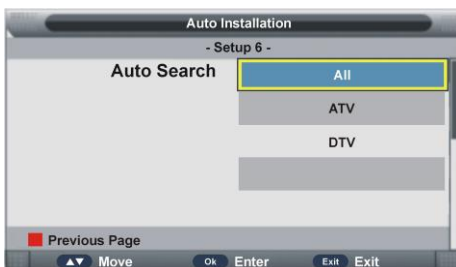 Auto Installation
- Setup 6 -
Auto Search All
ATV
DTV
Previous Page
▲▼ Move Ok Enter Exit Exit